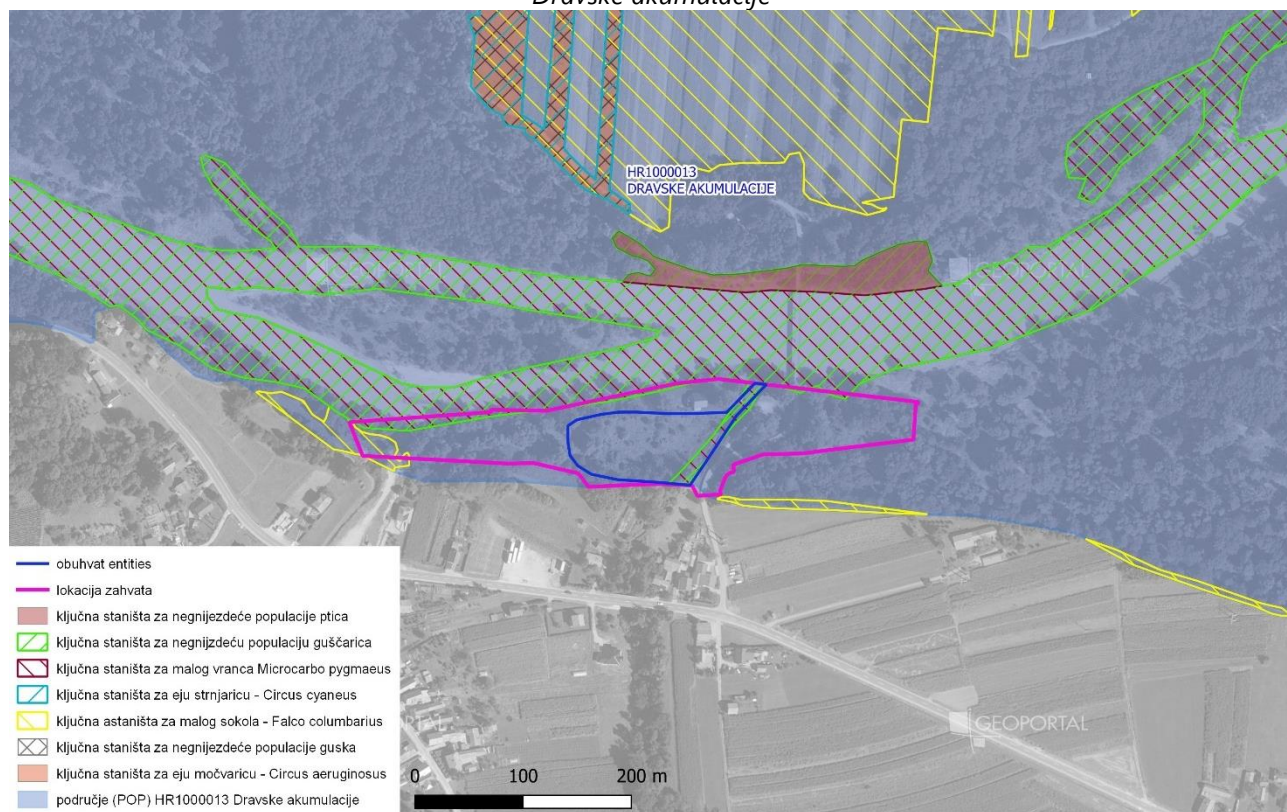 Dravske akumulacije
HR1000013
DRAVSKE AKUMULACIJE
GEOPORTAL
GEOPORTAL
obuhvat entities
lokacija zahvata
ključna staništa za negnijezdeće populacije ptica
ključna staništa za negnijzdeću populaciju guščarica
ključna staništa za malog vranca Microcarbo pygmaeus
ključna staništa za eju strnjaricu - Circus cyaneus
ključna astaništa za malog sokola - Falco columbarius
ključna staništa za negnijezdeće populacije guska
ključna staništa za eju močvaricu - Circus aeruginosus
područje (POP) HR1000013 Dravske akumulacije
TAL
GEOPORTAL
0 100 200 m